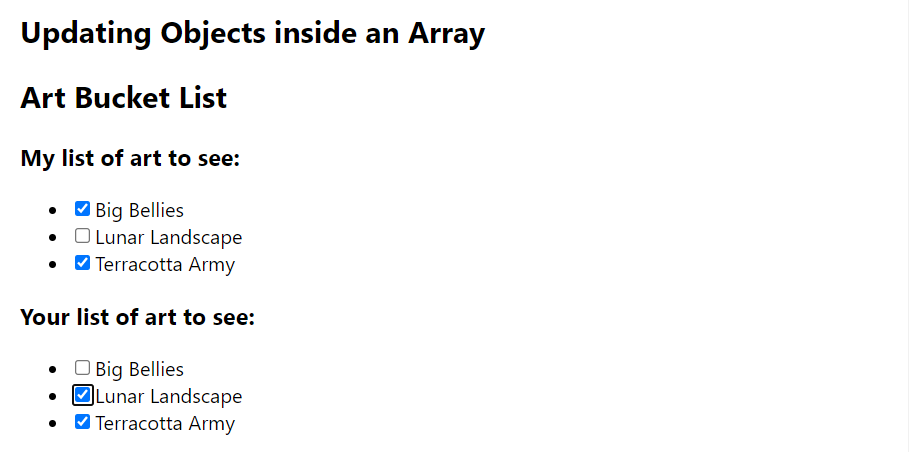 Updating Objects inside an Array
Art Bucket List
My list of art to see:
Big Bellies
Lunar Landscape
Terracotta Army
Your list of art to see:
Big Bellies
Lunar Landscape
Terracotta Army